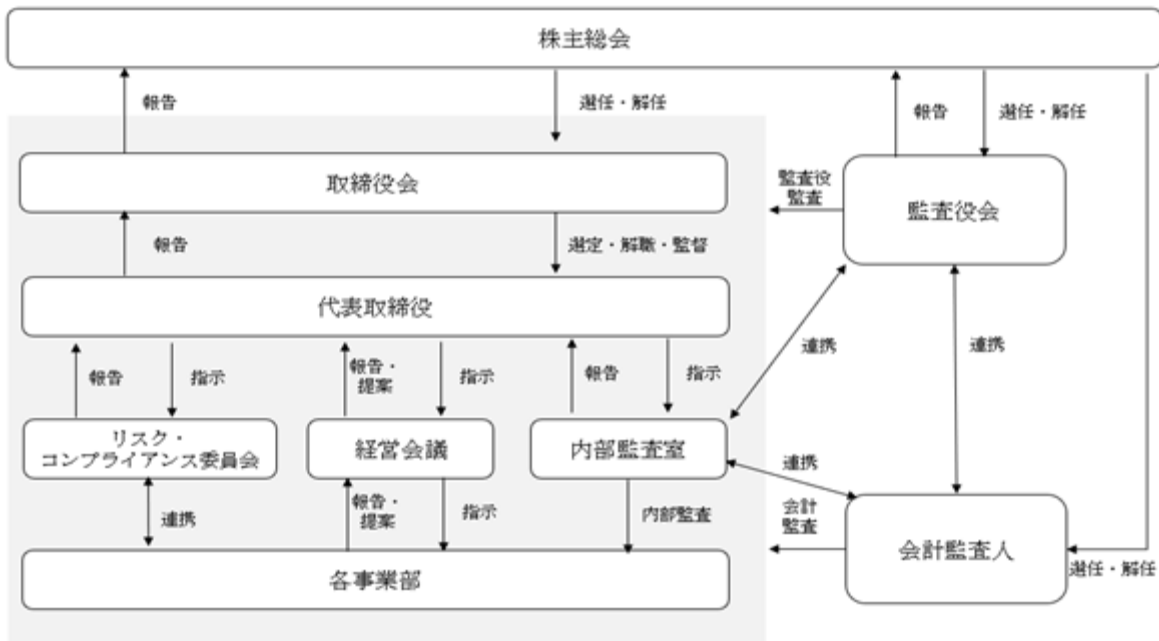 株主総会
報告
選任・解任
報告
選任・解任
取締役会
監査役
監査
監査役会
報告
選定・解職・監督
代表取締役
連携
連携
報告
指示
報告・
提案
指示
報告
指示
リスク・
コンプライアンス委員会
経営会議
内部監査室
連携
連携
報告・
提案
指示
内部監査
会計
監査
会計監査人
選任・解任
各事業部